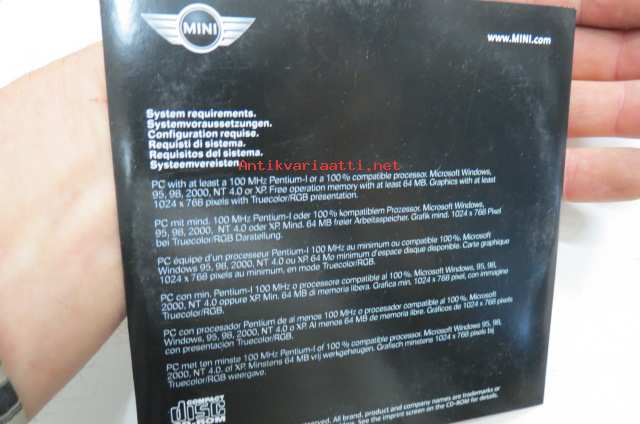 MINI
www.MINI.com
System requirements.
Systemvoraussetzungen.
Configuration requise.
Requisti di sistema.
Requisitos del sistema.
Systeemvereisten.
Antikvariaatti.net
PC with at least a 100 MHz Pentium-I or a 100 % compatible processor. Microsoft Windows,
95, 98, 2000, NT 4.0 or XP. Free operation memory with at least 64 MB. Graphics with at least
1024 x 768 pixels with Truecolor/RGB presentation.
PC mit mind. 100 MHz Pentium-I oder 100 % kompatiblem Prozessor. Microsoft Windows,
95, 98, 2000, NT 4.0 oder XP. Mind. 64 MB freier Arbeitsspeicher. Grafik mind. 1024 x 768 Pixel
bei Truecolor/RGB Darstellung.
PC équipe d'un processeur Pentium-I 100 MHz au minimum ou compatible 100 %. Microsoft
Windows 95, 98, 2000, NT 4.0 ou XP. 64 Mo minimum d'espace disque disponible. Carte graphique
1024 x 768 pixels au minimum, en mode Truecolor/RGB.
PC con min. Pentium-I 100 MHz o processore compatibile al 100 %. Microsoft Windows, 95, 98,
2000, NT 4.0 oppure XP. Min. 64 MB di memoria libera. Grafica min. 1024 x 768 pixel, con immagine
Truecolor/RGB.
PC con procesador Pentium de al menos 100 MHz o procesador compatible al 100 %. Microsoft
Windows, 95, 98, 2000, NT 4.0 o XP. Al menos 64 MB de memoria libre. Gráficos de 1024 x 768 pixels
con presentación Truecolor/RGB.
PC met ten minste 100 MHz Pentium-I of 100 % compatible processor. Microsoft Windows 95, 98,
2000, NT 4.0. of XP. Minstens 64 MB vrij werkgeheugen. Grafisch minstens 1024 x 768 pixels bij
Truecolor/RGB weergave.
COMPACT
disc
CD-ROM
reserved. All brand, product and company names are trademarks or
See the imprint screen on the CD-ROM for details.